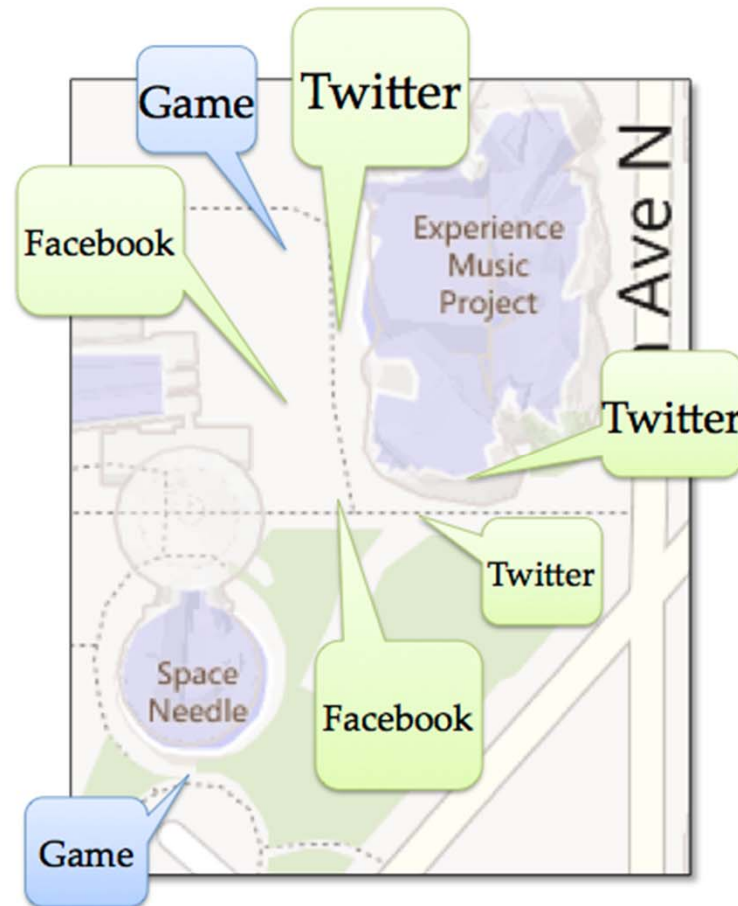 Twitter
Game
Facebook
Experience
Music
Project
Ave N
Twitter
Twitter
Space
Needle
Facebook
Game